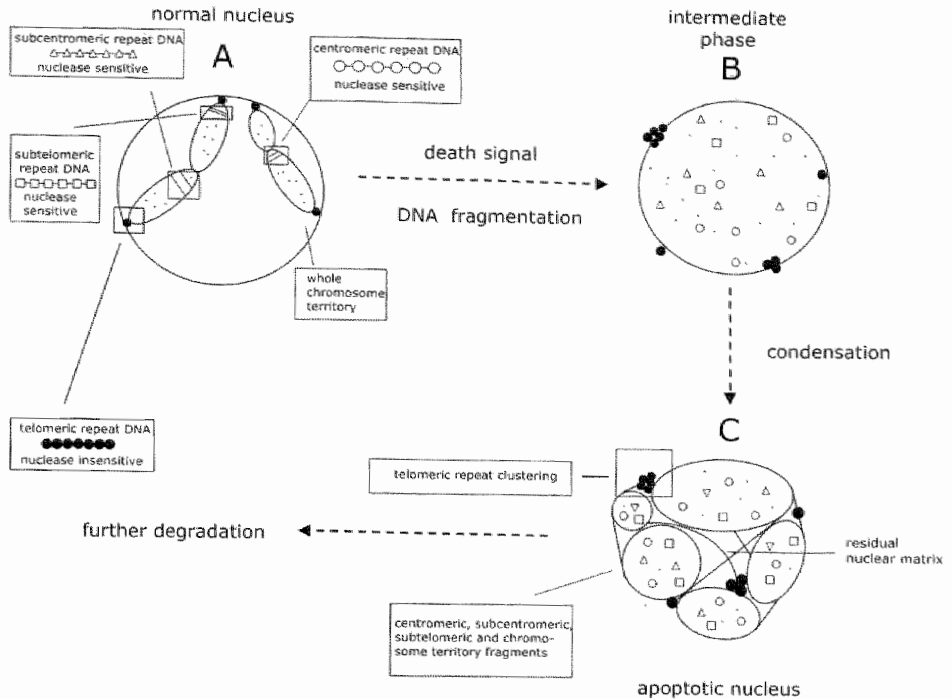 normal nucleus
A
subcentromeric repeat DNA
nuclease sensitive
centromeric repeat DNA
nuclease sensitive
subtelomeric
repeat DNA
nuclease
sensitive
whole
chromosome
territory
telomeric repeat DNA
nuclease insensitive
death signal
DNA fragmentation
intermediate
phase
B
condensation
C
telomeric repeat clustering
residual
nuclear matrix
further degradation
centromeric, subcentromeric,
subtelomeric and chromo-
some territory fragments
apoptotic nucleus